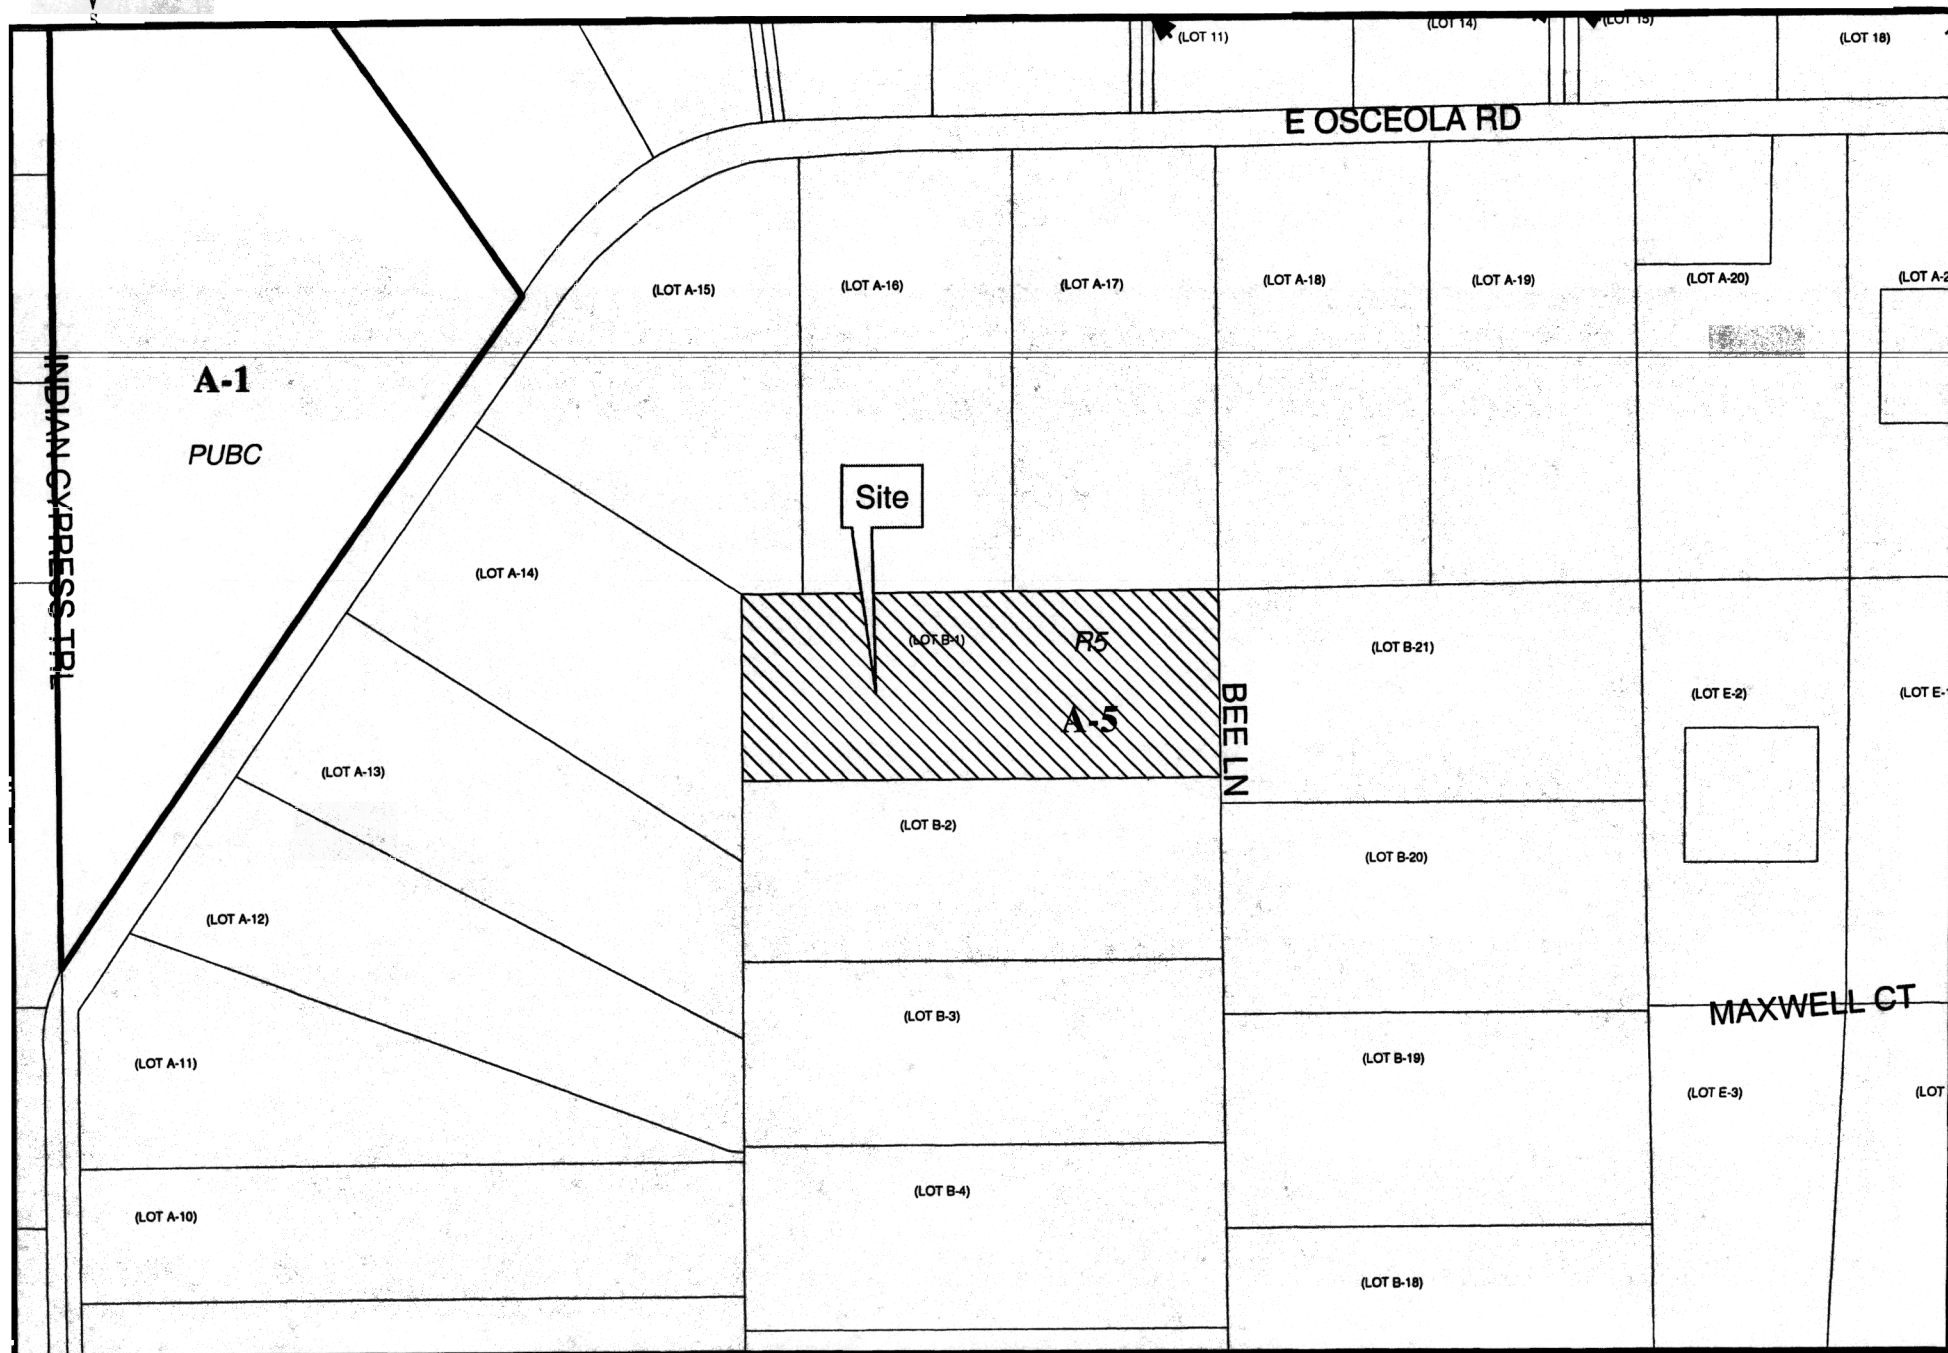 (LOT 11)
(LOT 14)
(LOT 15)
(LOT 18)
E OSCEOLA RD
(LOT A-15)
(LOT A-16)
(LOT A-17)
(LOT A-18)
(LOT A-19)
(LOT A-20)
A-1
PUBC
INDIAN CYPRESS TRL
Site
(LOT A-14)
(LOT B-1)
R5
A-5
BEE LN
(LOT B-21)
(LOT E-2)
(LOT A-13)
(LOT B-2)
(LOT B-20)
(LOT A-12)
(LOT B-3)
MAXWELL CT
(LOT A-11)
(LOT B-19)
(LOT E-3)
(LOT
(LOT A-10)
(LOT B-4)
(LOT B-18)